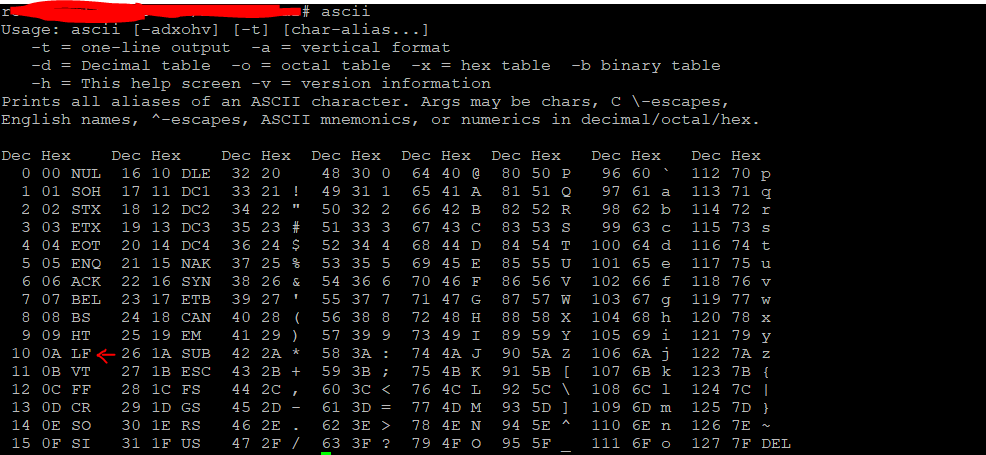 # ascii
Usage: ascii [-adxohv] [-t] [char-alias...]
   -t = one-line output  -a = vertical format
   -d = Decimal table  -o = octal table  -x = hex table  -b binary table
   -h = This help screen -v = version information
Prints all aliases of an ASCII character. Args may be chars, C \-escapes,
English names, ^-escapes, ASCII mnemonics, or numerics in decimal/octal/hex.

Dec Hex    Dec Hex    Dec Hex  Dec Hex  Dec Hex  Dec Hex   Dec Hex   Dec Hex
  0 00 NUL  16 10 DLE  32 20    48 30 0  64 40 @  80 50 P   96 60 `  112 70 p
  1 01 SOH  17 11 DC1  33 21 !  49 31 1  65 41 A  81 51 Q   97 61 a  113 71 q
  2 02 STX  18 12 DC2  34 22 "  50 32 2  66 42 B  82 52 R   98 62 b  114 72 r
  3 03 ETX  19 13 DC3  35 23 #  51 33 3  67 43 C  83 53 S   99 63 c  115 73 s
  4 04 EOT  20 14 DC4  36 24 $  52 34 4  68 44 D  84 54 T  100 64 d  116 74 t
  5 05 ENQ  21 15 NAK  37 25 %  53 35 5  69 45 E  85 55 U  101 65 e  117 75 u
  6 06 ACK  22 16 SYN  38 26 &  54 36 6  70 46 F  86 56 V  102 66 f  118 76 v
  7 07 BEL  23 17 ETB  39 27 '  55 37 7  71 47 G  87 57 W  103 67 g  119 77 w
  8 08 BS   24 18 CAN  40 28 (  56 38 8  72 48 H  88 58 X  104 68 h  120 78 x
  9 09 HT   25 19 EM   41 29 )  57 39 9  73 49 I  89 59 Y  105 69 i  121 79 y
 10 0A LF   26 1A SUB  42 2A *  58 3A :  74 4A J  90 5A Z  106 6A j  122 7A z
 11 0B VT   27 1B ESC  43 2B +  59 3B ;  75 4B K  91 5B [  107 6B k  123 7B {
 12 0C FF   28 1C FS   44 2C ,  60 3C <  76 4C L  92 5C \  108 6C l  124 7C |
 13 0D CR   29 1D GS   45 2D -  61 3D =  77 4D M  93 5D ]  109 6D m  125 7D }
 14 0E SO   30 1E RS   46 2E .  62 3E >  78 4E N  94 5E ^  110 6E n  126 7E ~
 15 0F SI   31 1F US   47 2F /  63 3F ?  79 4F O  95 5F _  111 6F o  127 7F DEL